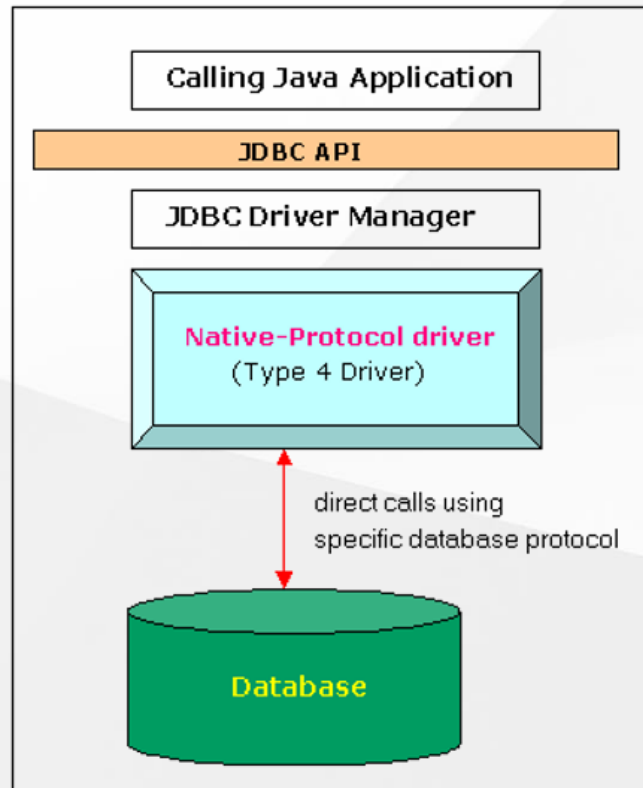 Calling Java Application
JDBC API
JDBC Driver Manager
Native-Protocol driver
(Type 4 Driver)
direct calls using
specific database protocol
Database